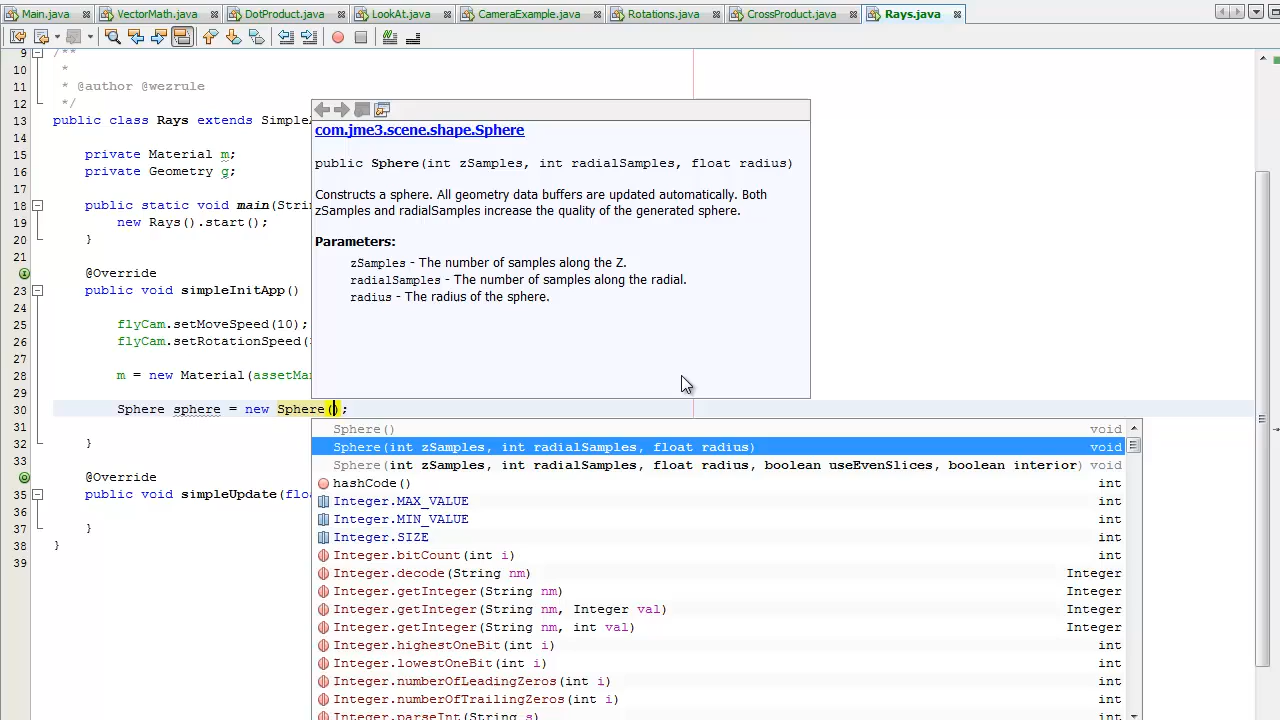 Main.java VectorMath.java DotProduct.java LookAt.java CameraExample.java Rotations.java CrossProduct.java Rays.java
9 /**
10 *
11 * @author @wezrule
12 */
13 public class Rays extends Simple
14
15 private Material m;
16 private Geometry g;
17
18 public static void main(Strin
19 new Rays().start();
20 }
21
@Override
23 public void simpleInitApp()
24
25 flyCam.setMoveSpeed(10);
26 flyCam.setRotationSpeed(
27
28 m = new Material(assetMa
29
30 Sphere sphere = new Sphere();
31
32 }
33
@Override
35 public void simpleUpdate(flo
36
37 }
38 }
39
com.jme3.scene.shape.Sphere
public Sphere(int zSamples, int radialSamples, float radius)
Constructs a sphere. All geometry data buffers are updated automatically. Both
zSamples and radialSamples increase the quality of the generated sphere.
Parameters:
zSamples - The number of samples along the Z.
radialSamples - The number of samples along the radial.
radius - The radius of the sphere.
Sphere() void
Sphere(int zSamples, int radialSamples, float radius) void
Sphere(int zSamples, int radialSamples, float radius, boolean useEvenSlices, boolean interior) void
hashCode() int
Integer.MAX_VALUE int
Integer.MIN_VALUE int
Integer.SIZE int
Integer.bitCount(int i) int
Integer.decode(String nm) Integer
Integer.getInteger(String nm) Integer
Integer.getInteger(String nm, Integer val) Integer
Integer.getInteger(String nm, int val) Integer
Integer.highestOneBit(int i) int
Integer.lowestOneBit(int i) int
Integer.numberOfLeadingZeros(int i) int
Integer.numberOfTrailingZeros(int i) int
Integer.parseInt(String s) int